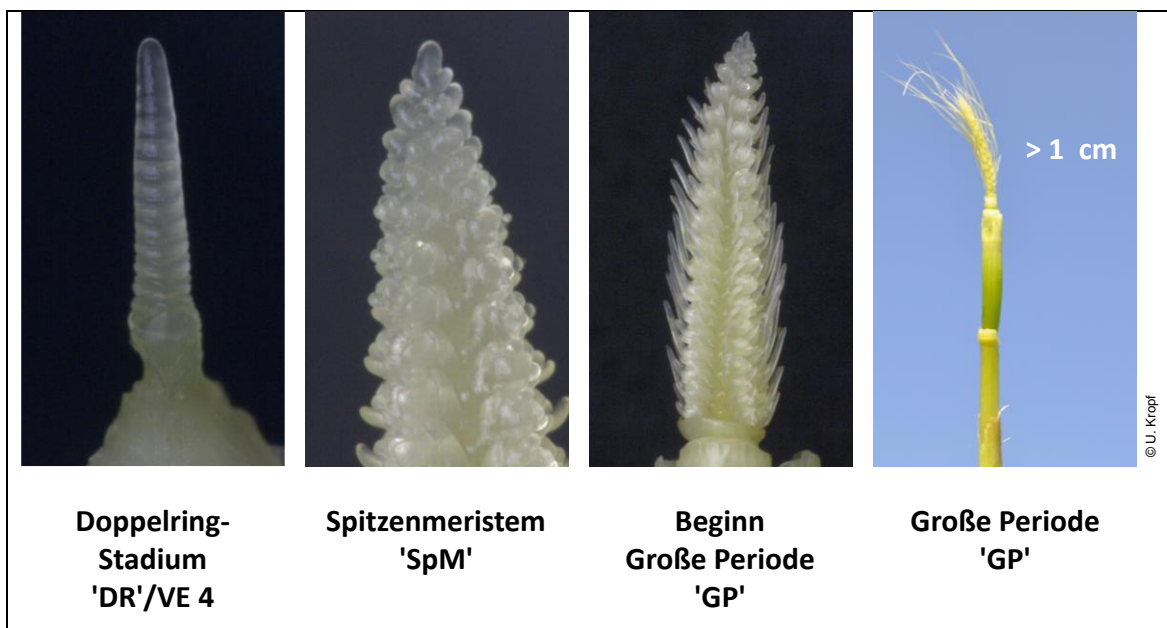 > 1 cm
© U. Kropf
Doppelring-
Stadium
'DR'/VE 4
Spitzenmeristem
'SpM'
Beginn
Große Periode
'GP'
Große Periode
'GP'